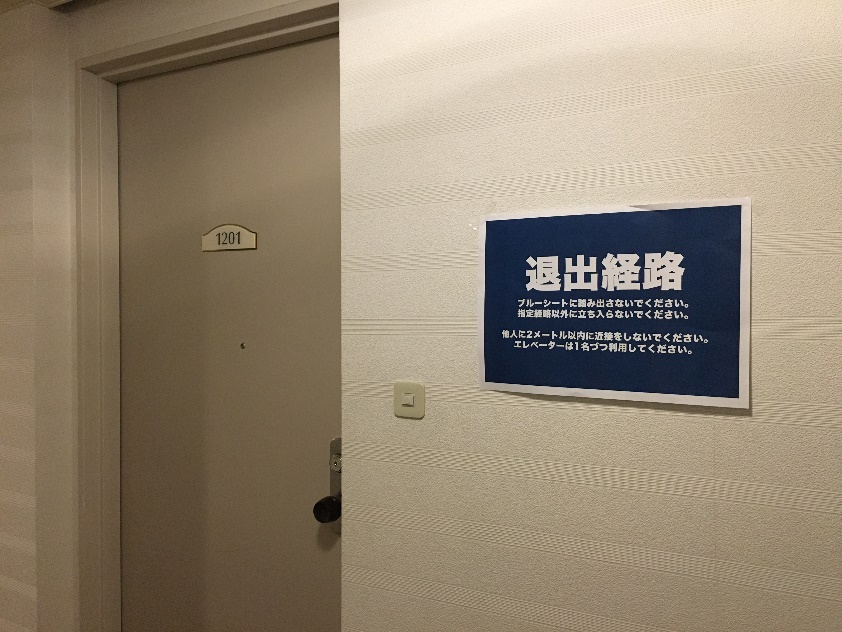 1201
退出経路
ブルーシートに踏み出さないでください。
指定経路以外に立ち入らないでください。
他人に2メートル以内に近接をしないでください。
エレベーターは1名づつ利用してください。